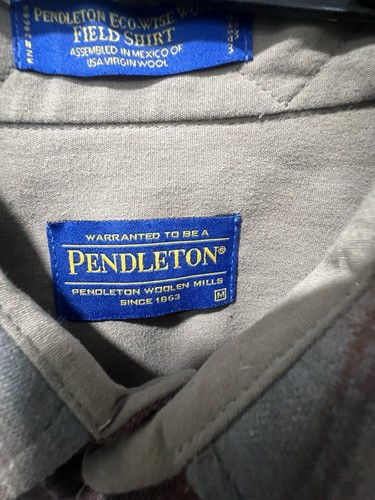 PENDLETON ECO-WISE WO
FIELD SHIRT
ASSEMBLED IN MEXICO OF
USA VIRGIN WOOL
WARRANTED TO BE A
PENDLETON®
PENDLETON WOOLEN MILLS
SINCE 1863
M